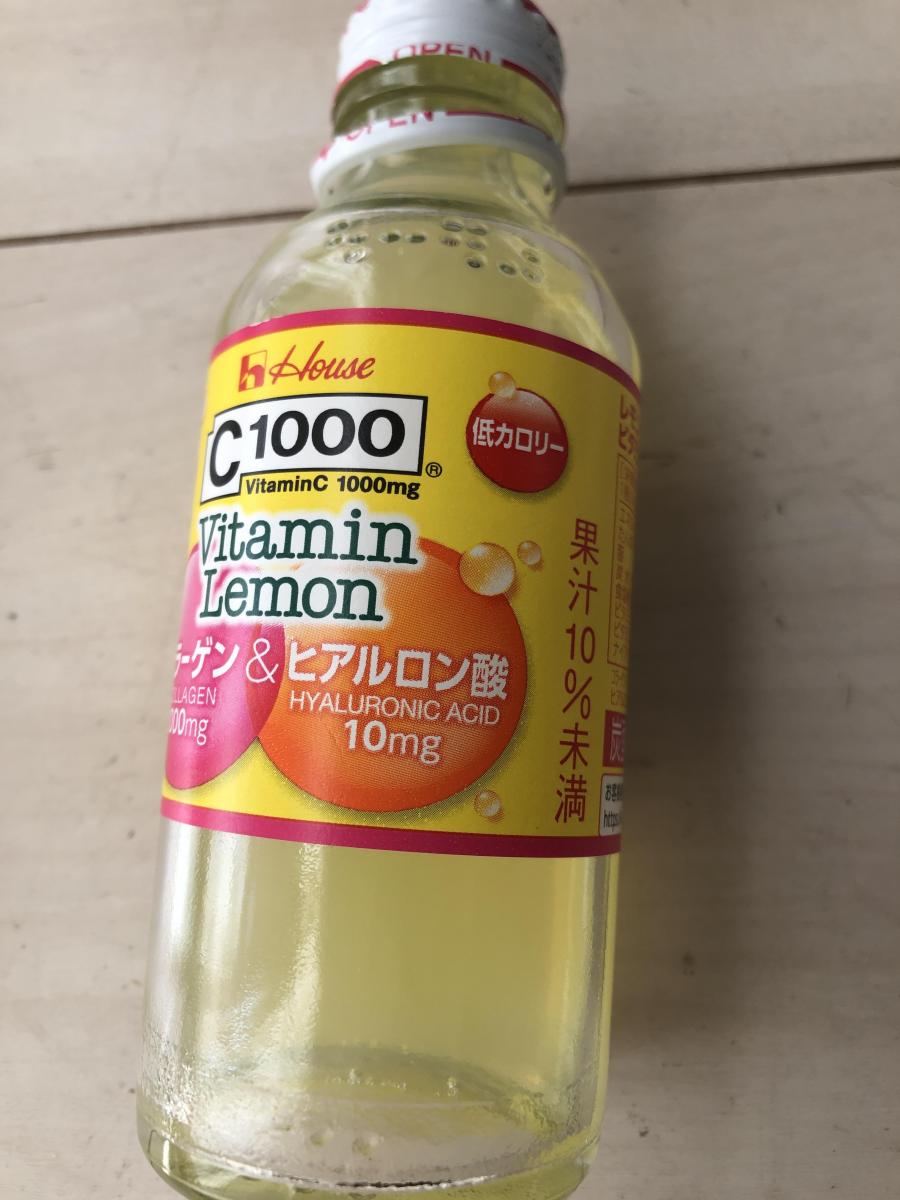 OPEN
OPEN
House
C1000®
VitaminC 1000mg
低カロリー
Vitamin
Lemon
ラーゲン & ヒアルロン酸
LLAGEN
HYALURONIC ACID
10mg
果汁10%未満